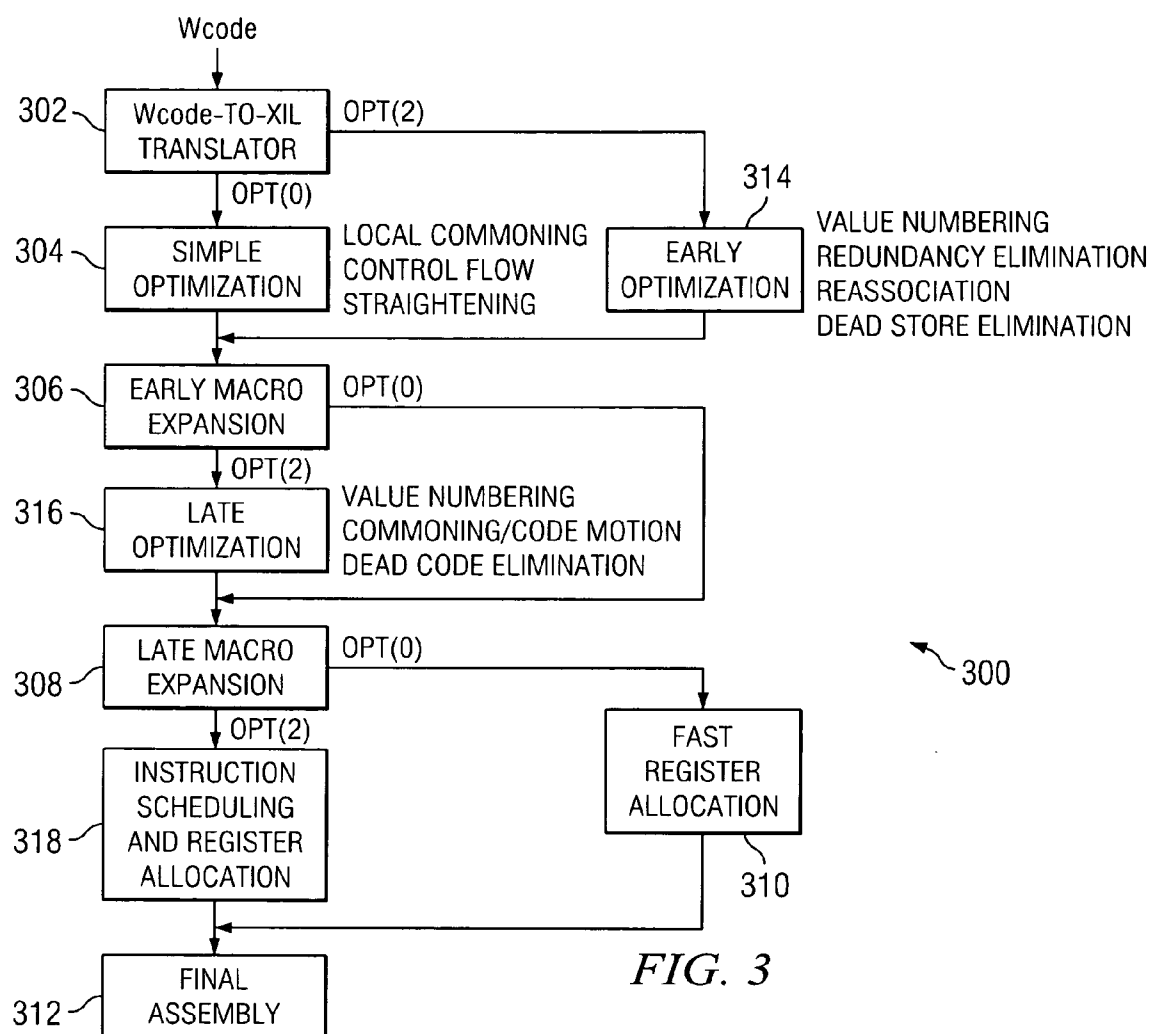 Wcode
302
Wcode-TO-XIL
TRANSLATOR
OPT(2)
OPT(0)
314
304
SIMPLE
OPTIMIZATION
LOCAL COMMONING
CONTROL FLOW
STRAIGHTENING
EARLY
OPTIMIZATION
VALUE NUMBERING
REDUNDANCY ELIMINATION
REASSOCIATION
DEAD STORE ELIMINATION
306
EARLY MACRO
EXPANSION
OPT(0)
OPT(2)
316
LATE
OPTIMIZATION
VALUE NUMBERING
COMMONING/CODE MOTION
DEAD CODE ELIMINATION
308
LATE MACRO
EXPANSION
OPT(0)
300
OPT(2)
318
INSTRUCTION
SCHEDULING
AND REGISTER
ALLOCATION
FAST
REGISTER
ALLOCATION
310
312
FINAL
ASSEMBLY
FIG. 3